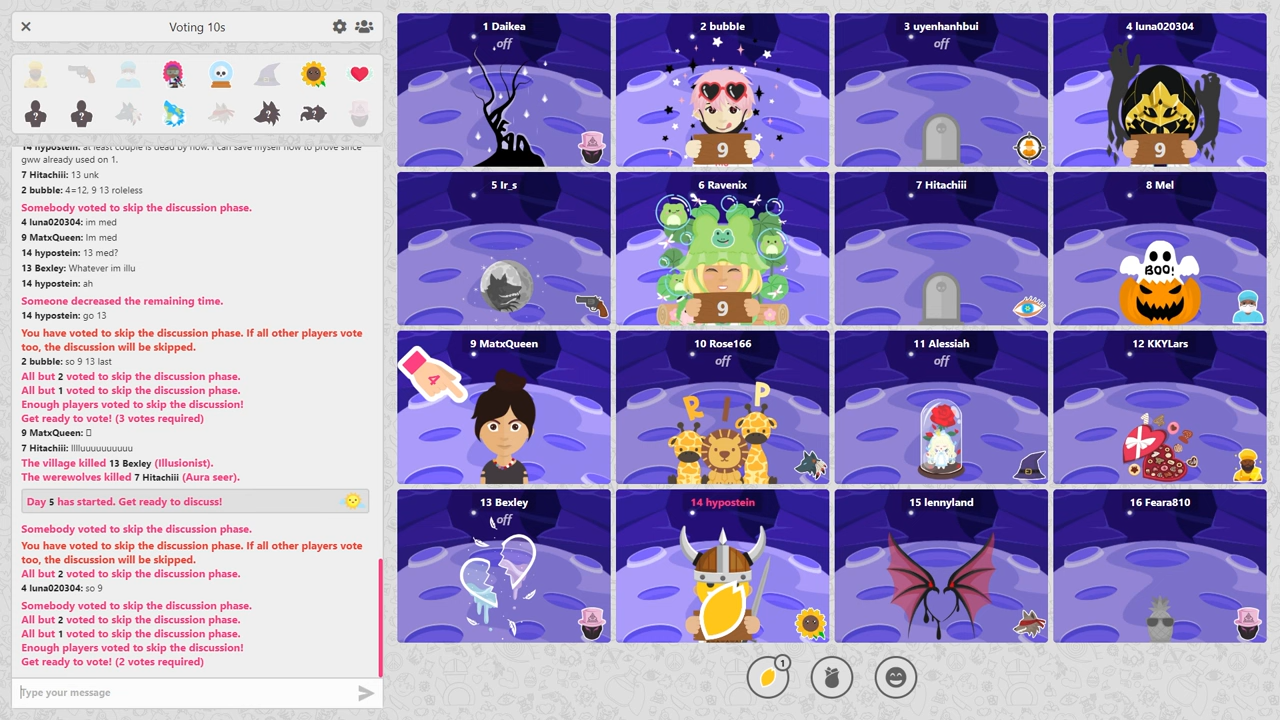 Voting 10s
14 hypostein: at least couple is dead by now. I can save myself now to prove since
gww already used on 1.
7 Hitachiii: 13 unk
2 bubble: 4=12, 9 13 roleless
Somebody voted to skip the discussion phase.
4 luna020304: im med
9 MatxQueen: Im med
14 hypostein: 13 med?
13 Bexley: Whatever im illu
14 hypostein: ah
Someone decreased the remaining time.
14 hypostein: go 13
You have voted to skip the discussion phase. If all other players vote
too, the discussion will be skipped.
2 bubble: so 9 13 last
All but 2 voted to skip the discussion phase.
All but 1 voted to skip the discussion phase.
Enough players voted to skip the discussion!
Get ready to vote! (3 votes required)
9 MatxQueen:
7 Hitachiii: lllluuuuuuuuuu
The village killed 13 Bexley (Illusionist).
The werewolves killed 7 Hitachiii (Aura seer).
Day 5 has started. Get ready to discuss!
Somebody voted to skip the discussion phase.
You have voted to skip the discussion phase. If all other players vote
too, the discussion will be skipped.
All but 2 voted to skip the discussion phase.
4 luna020304: so 9
Somebody voted to skip the discussion phase.
All but 2 voted to skip the discussion phase.
All but 1 voted to skip the discussion phase.
Enough players voted to skip the discussion!
Get ready to vote! (2 votes required)
Type your message
1 Daikea
off
2 bubble
9
3 uyenhanhbui
off
4 luna020304
9
5 lr_s
6 Ravenix
9
7 Hitachiii
8 Mel
BOO!
9 MatxQueen
4
10 Rose166
off
R I P
11 Alessiah
off
12 KKYLars
13 Bexley
off
14 hypostein
15 lennyland
16 Feara810
1